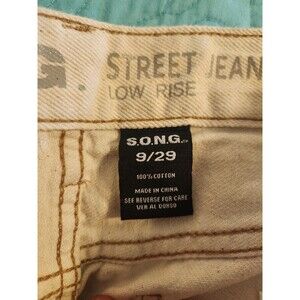 G. STREET JEAN
LOW RISE
S.O.N.G.
9/29
100% COTTON
MADE IN CHINA
SEE REVERSE FOR CARE
VER AL DORSO